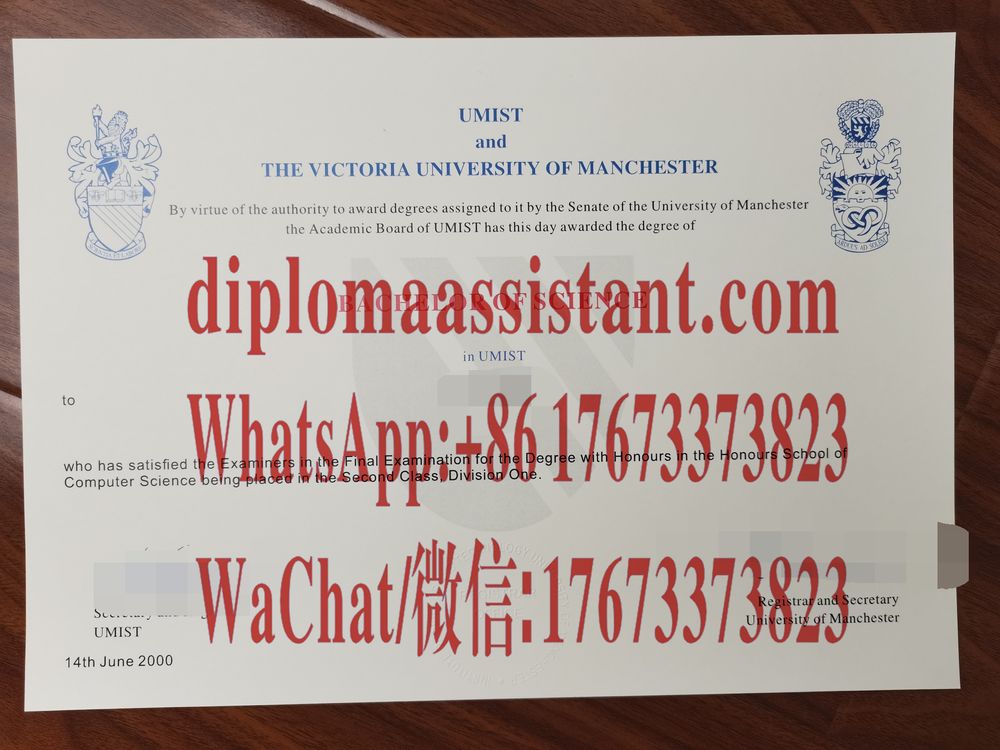 UMIST
and
THE VICTORIA UNIVERSITY OF MANCHESTER
By virtue of the authority to award degrees assigned to it by the Senate of the University of Manchester
the Academic Board of UMIST has this day awarded the degree of
diplomaassistant.com
BACHELOR OF SCIENCE
in UMIST
to
WhatsApp:+86 17673373823
who has satisfied the Examiners in the Final Examination for the Degree with Honours in the Honours School of
Computer Science being placed in the Second Class, Division One.
WaChat/微信:17673373823
Secretary and
UMIST
Registrar and Secretary
University of Manchester
14th June 2000